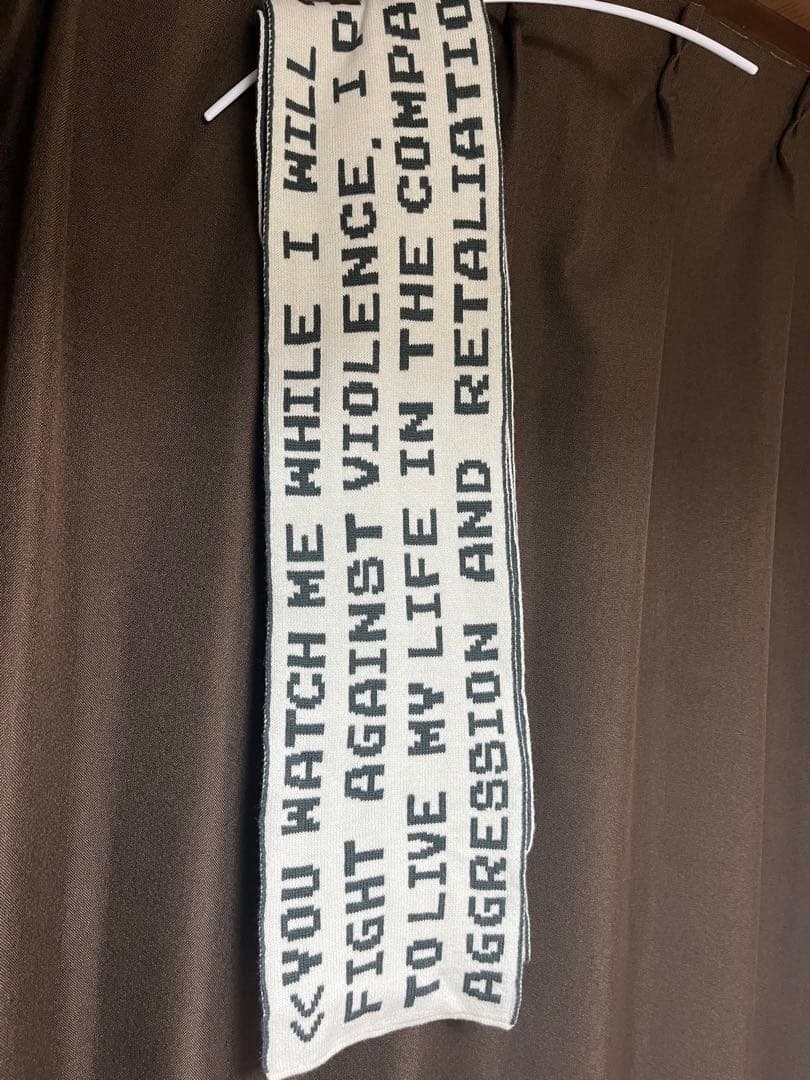 «YOU WATCH ME WHILE I WILL
FIGHT AGAINST VIOLENCE. I
TO LIVE MY LIFE IN THE COMPA
AGGRESSION AND RETALIATIO